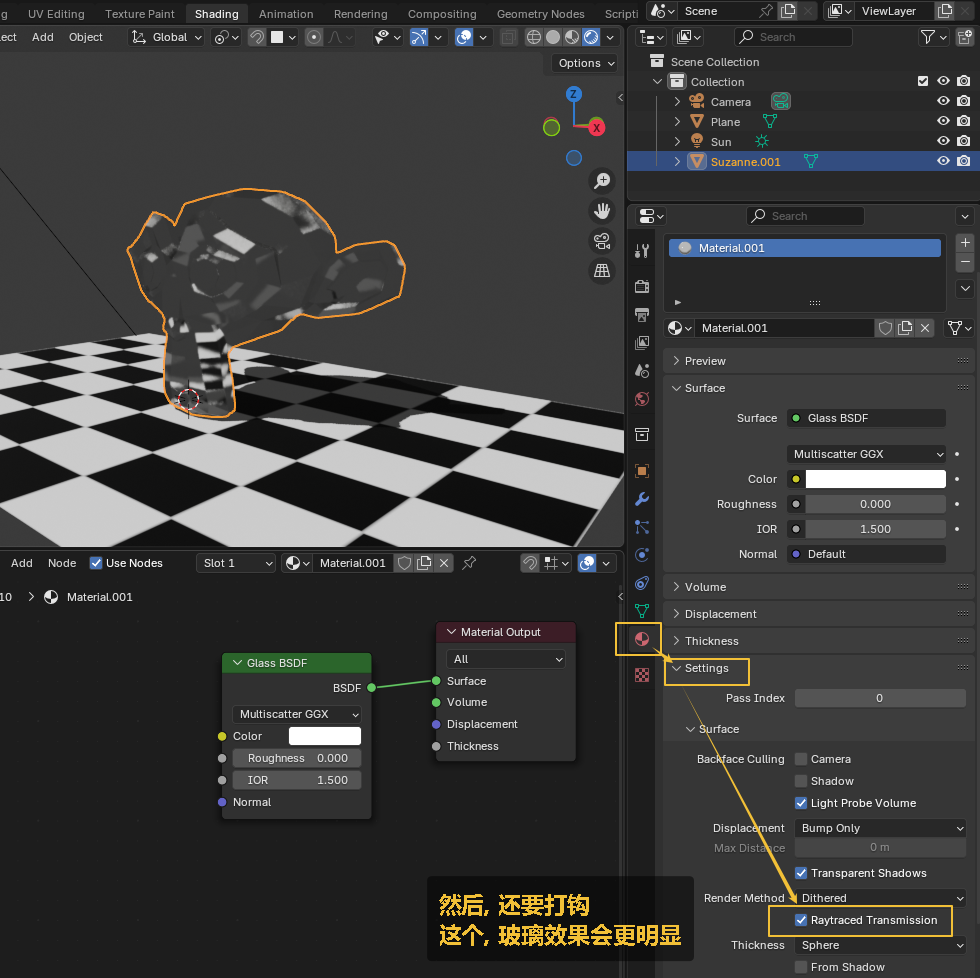 g UV Editing Texture Paint Shading Animation Rendering Compositing Geometry Nodes Scripti Scene ViewLayer
ect Add Object Global Search
Options
Z
X
Scene Collection
Collection
Camera
Plane
Sun
Suzanne.001
Search
Material.001
Material.001
Preview
Surface
Surface Glass BSDF
Multiscatter GGX
Color
Roughness 0.000
IOR 1.500
Normal Default
Volume
Displacement
Thickness
Settings
Pass Index 0
Surface
Backface Culling Camera
Shadow
Light Probe Volume
Displacement Bump Only
Max Distance 0 m
Transparent Shadows
Render Method Dithered
Raytraced Transmission
Thickness Sphere
From Shadow
Add Node Use Nodes Slot 1 Material.001
10 Material.001
Glass BSDF
BSDF
Multiscatter GGX
Color
Roughness 0.000
IOR 1.500
Normal
Material Output
All
Surface
Volume
Displacement
Thickness
然后, 还要打钩
这个, 玻璃效果会更明显